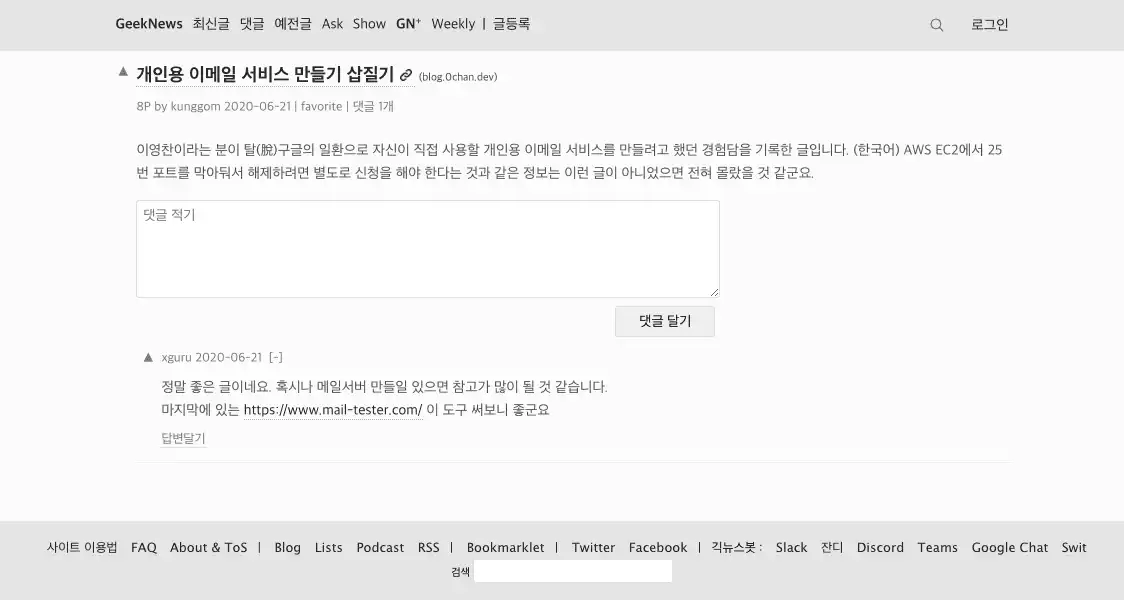 GeekNews 최신글 댓글 예전글 Ask Show GN⁺ Weekly | 글등록 로그인
▲ 개인용 이메일 서비스 만들기 삽질기 (blog.0chan.dev)
8P by kunggom 2020-06-21 | favorite | 댓글 1개
이영찬이라는 분이 탈(脫)구글의 일환으로 자신이 직접 사용할 개인용 이메일 서비스를 만들려고 했던 경험담을 기록한 글입니다. (한국어) AWS EC2에서 25
번 포트를 막아둬서 해제하려면 별도로 신청을 해야 한다는 것과 같은 정보는 이런 글이 아니었으면 전혀 몰랐을 것 같군요.
댓글 적기
댓글 달기
▲ xguru 2020-06-21 [-]
정말 좋은 글이네요. 혹시나 메일서버 만들일 있으면 참고가 많이 될 것 같습니다.
마지막에 있는 https://www.mail-tester.com/ 이 도구 써보니 좋군요
답변달기
사이트 이용법 FAQ About & ToS | Blog Lists Podcast RSS | Bookmarklet | Twitter Facebook | 긱뉴스봇 : Slack 잔디 Discord Teams Google Chat Swit
검색